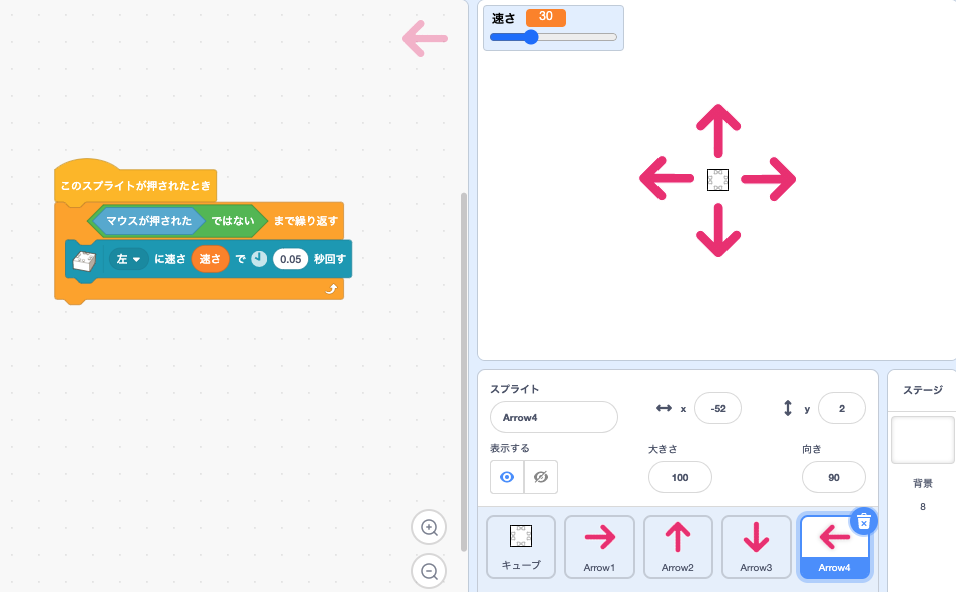 速さ 30
このスプライトが押されたとき
マウスが押された ではない まで繰り返す
左 に速さ 速さ で 0.05 秒回す
スプライト
Arrow4
x -52
y 2
表示する
大きさ
100
向き
90
ステージ
背景
8
キューブ
Arrow1
Arrow2
Arrow3
Arrow4